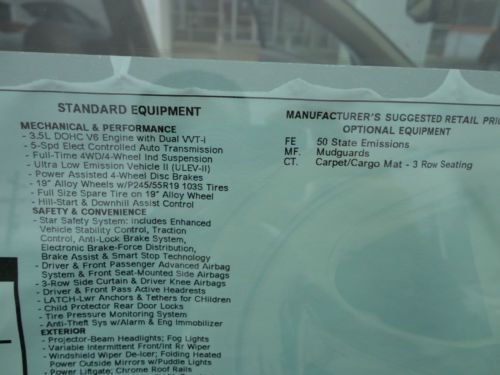 STANDARD EQUIPMENT
MECHANICAL & PERFORMANCE
- 3.5L DOHC V6 Engine with Dual VVT-i
- 5-Spd Elect Controlled Auto Transmission
- Full-Time 4WD/4-Wheel Ind Suspension
- Ultra Low Emission Vehicle II (ULEV-II)
- Power Assisted 4-Wheel Disc Brakes
- 19" Alloy Wheels w/P245/55R19 103S Tires
- Full Size Spare Tire on 19" Alloy Wheel
- Hill-Start & Downhill Assist Control
SAFETY & CONVENIENCE
- Star Safety System: includes Enhanced
Vehicle Stability Control, Traction
Control, Anti-Lock Brake System,
Electronic Brake-Force Distribution,
Brake Assist & Smart Stop Technology
- Driver & Front Passenger Advanced Airbag
System & Front Seat-Mounted Side Airbags
- 3-Row Side Curtain & Driver Knee Airbags
- Driver & Front Pass Active Headrests
- LATCH-Lwr Anchors & Tethers for CHildren
- Child Protector Rear Door Locks
- Tire Pressure Monitoring System
- Anti-Theft Sys w/Alarm & Eng Immobilizer
EXTERIOR
- Projector-Beam Headlights; Fog Lights
- Variable Intermittent Front/Int Rr Wiper
- Windshield Wiper De-Icer; Folding Heated
Power Outside Mirrors w/Puddle Lights
- Power Liftgate; Chrome Roof Rails
MANUFACTURER'S SUGGESTED RETAIL PRI
OPTIONAL EQUIPMENT
FE 50 State Emissions
MF. Mudguards
CT. Carpet/Cargo Mat - 3 Row Seating